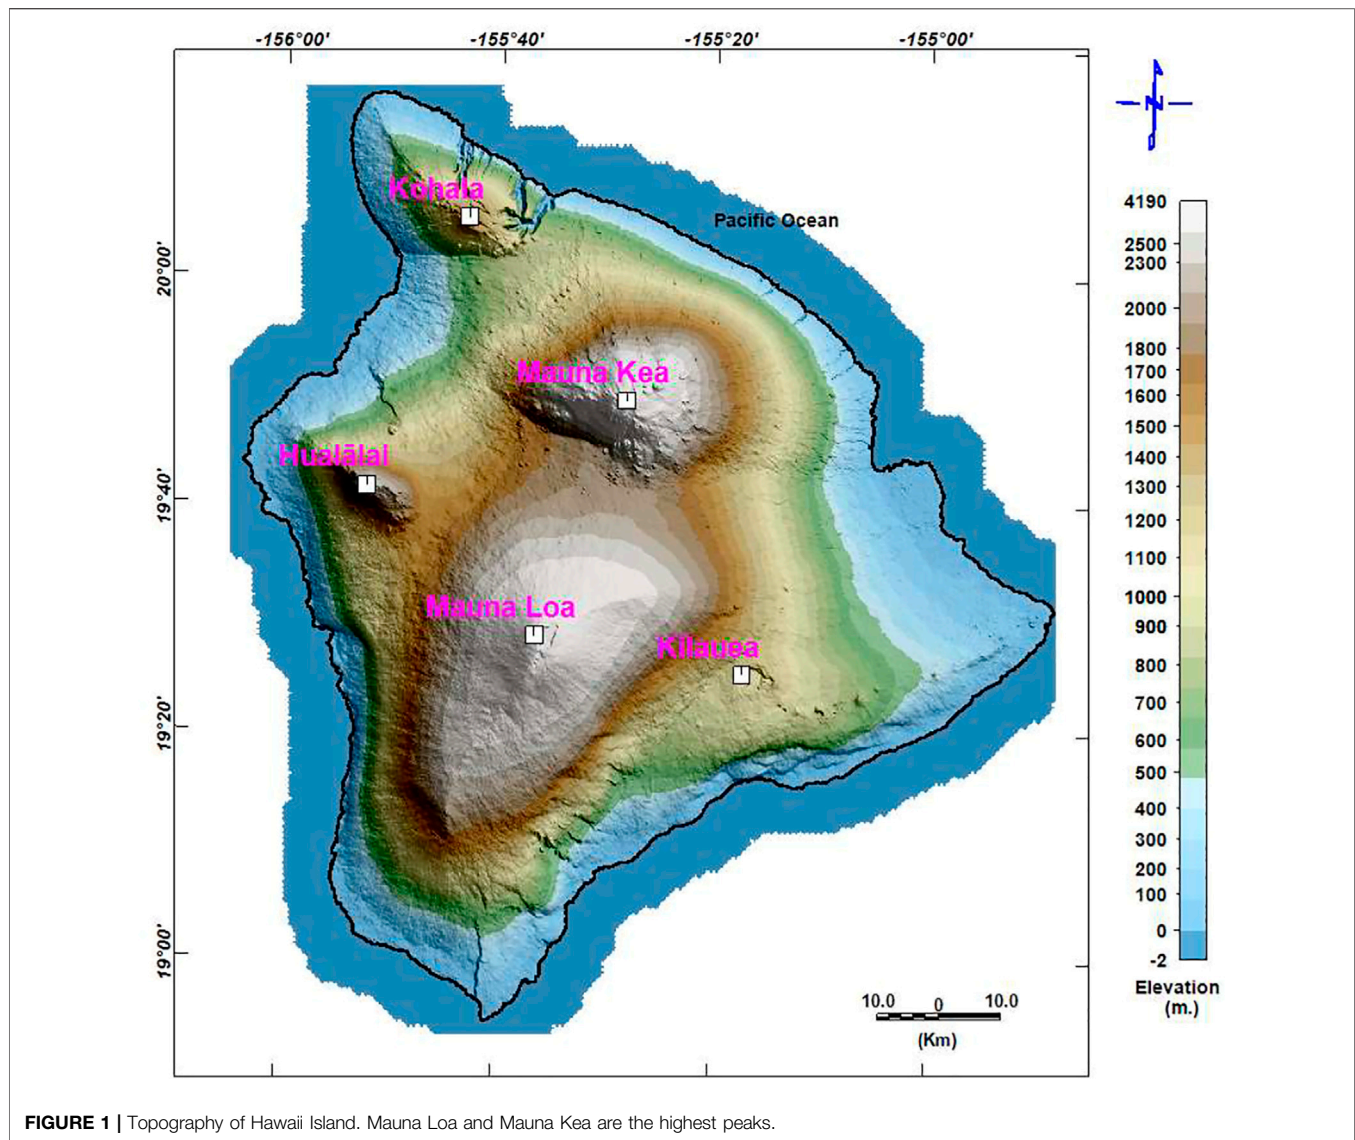 -156°00' -155°40' -155°20' -155°00'
N
Kohala
4190
Pacific Ocean
2500
20°00'
2300
2000
Mauna Kea
1800
1700
1600
Hualālai
1500
1400
19°40'
1300
1200
1100
Mauna Loa
1000
900
Kilauea
800
19°20'
700
600
500
400
300
200
100
0
19°00'
-2
Elevation
(m.)
10.0 0 10.0
(Km)
FIGURE 1 | Topography of Hawaii Island. Mauna Loa and Mauna Kea are the highest peaks.